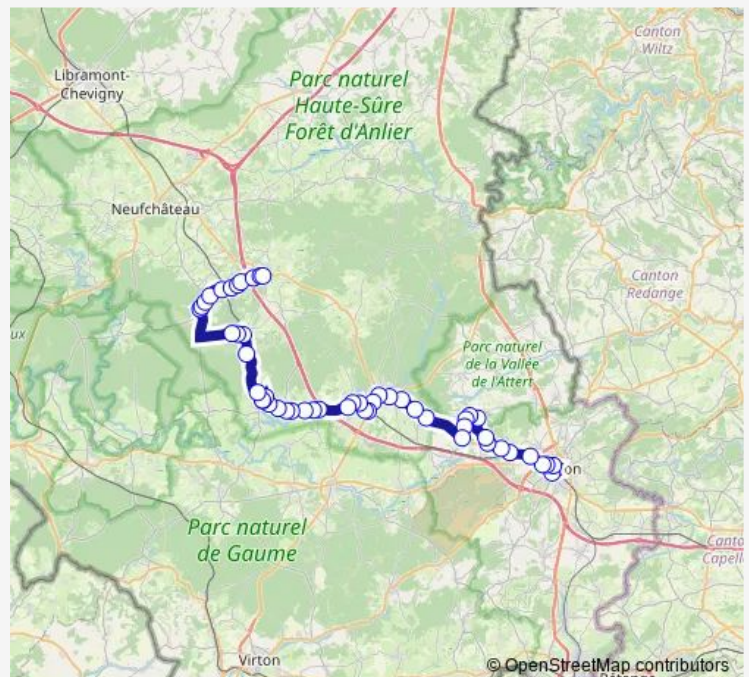 Canton
Wiltz
Libramont-
Chevigny
Parc naturel
Haute-Sûre
Forêt d'Anlier
Neufchâteau
Canton
Redange
ux
Parc naturel
de la Vallée
de l'Attert
on
Parc naturel
de Gaume
Canto
Capell
Virton
© OpenStreetMap contributors